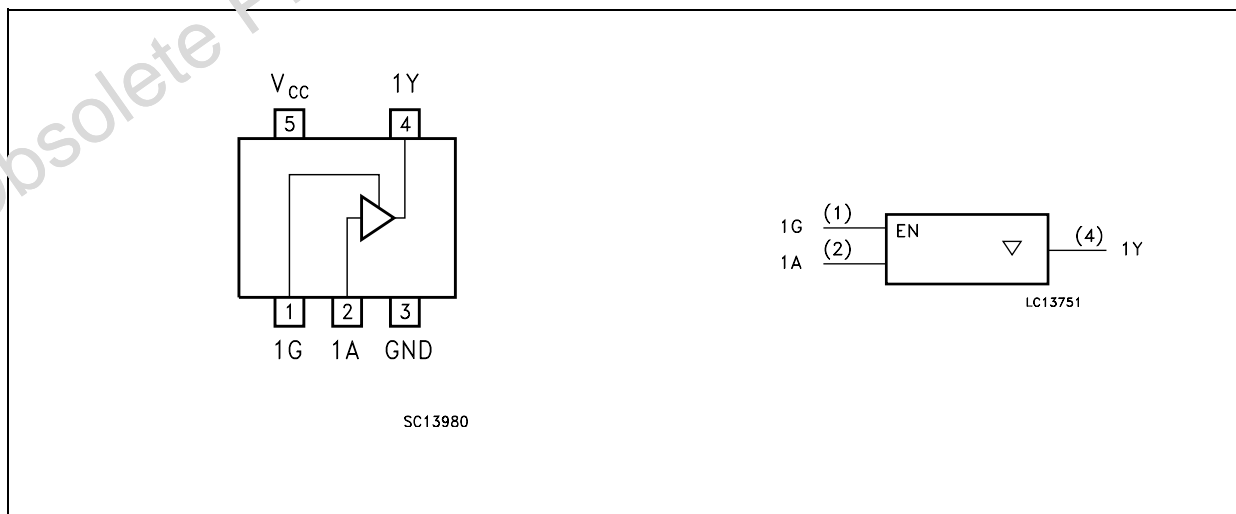 Obsolete
V CC 1Y
5 4
1 2 3
1G 1A GND
SC13980
1G (1) EN
1A (2) ▽ (4) 1Y
LC13751